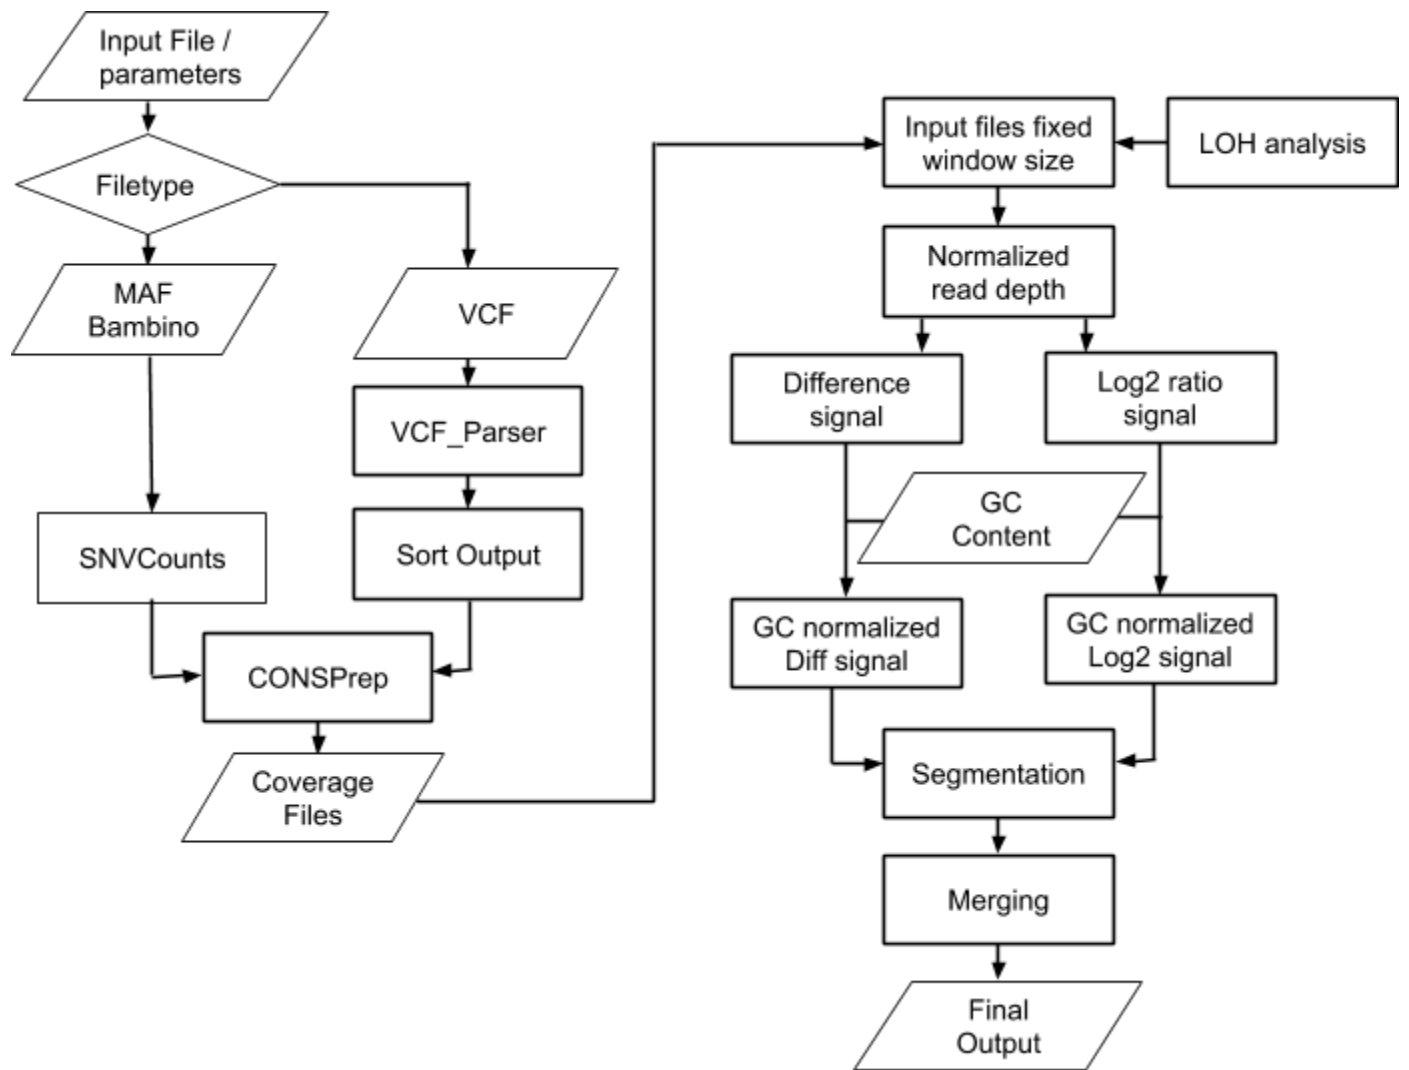 Input File /
parameters
Filetype
MAF
Bambino
VCF
VCF_Parser
SNVCounts
Sort Output
CONSPrep
Coverage
Files
Input files fixed
window size
LOH analysis
Normalized
read depth
Difference
signal
Log2 ratio
signal
GC
Content
GC normalized
Diff signal
GC normalized
Log2 signal
Segmentation
Merging
Final
Output